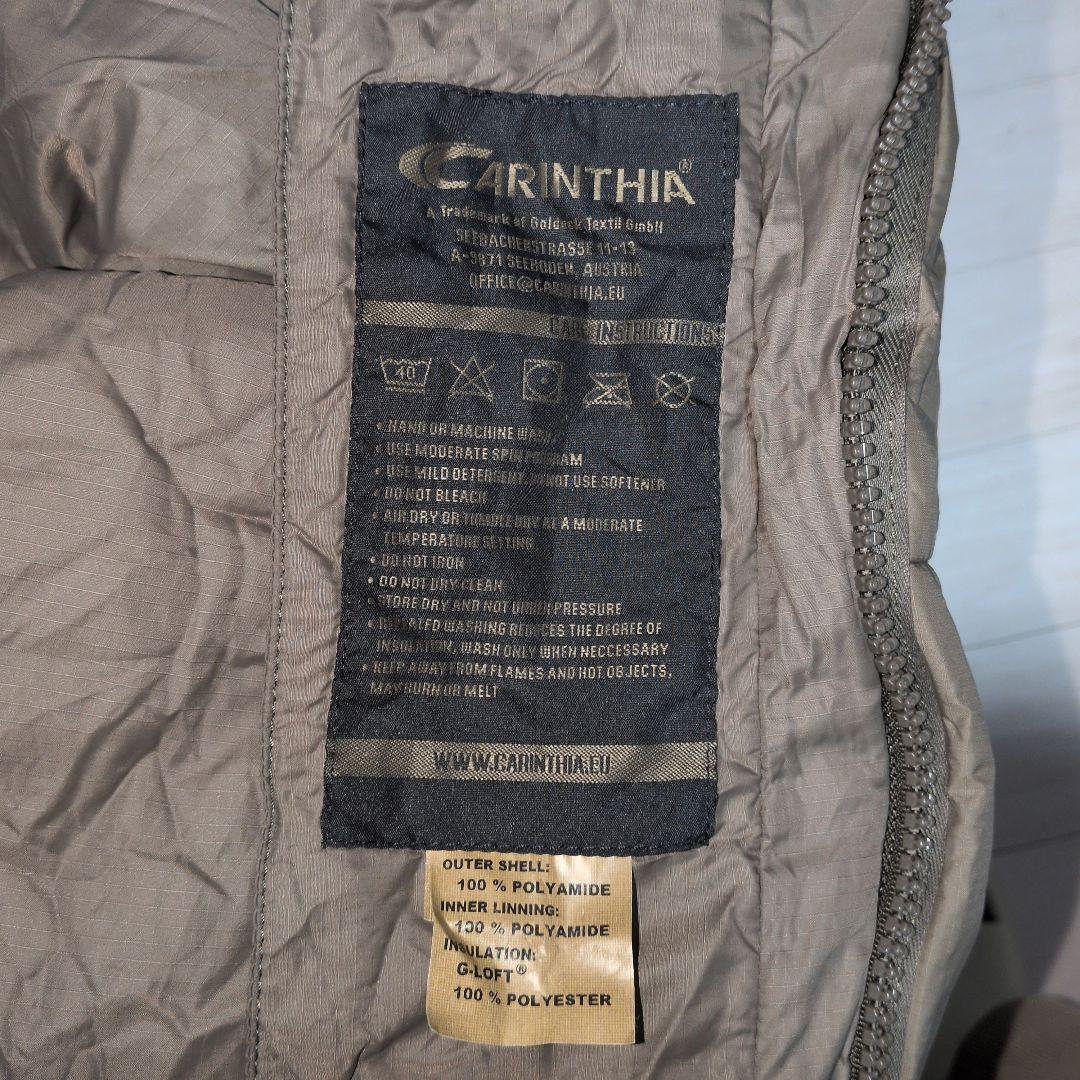 CARINTHIA®
A Trademark of Goldeck Textil GmbH
SEEBACHERSTRASSE 11-13
A-9871 SEEBODEN, AUSTRIA
OFFICE@CARINTHIA.EU
CARE INSTRUCTIONS
40
• HAND OR MACHINE WASH.
• USE MODERATE SPIN PROGRAM
• USE MILD DETERGENT. DO NOT USE SOFTENER
• DO NOT BLEACH
• AIR DRY OR TUMBLE DRY AT A MODERATE
TEMPERATURE SETTING
• DO NOT IRON
• DO NOT DRY CLEAN
• STORE DRY AND NOT UNDER PRESSURE
• REPEATED WASHING REDUCES THE DEGREE OF
INSULATION, WASH ONLY WHEN NECCESSARY
• KEEP AWAY FROM FLAMES AND HOT OBJECTS,
MAY BURN OR MELT
WWW.CARINTHIA.EU
OUTER SHELL:
100 % POLYAMIDE
INNER LINNING:
100 % POLYAMIDE
INSULATION:
G-LOFT®
100 % POLYESTER